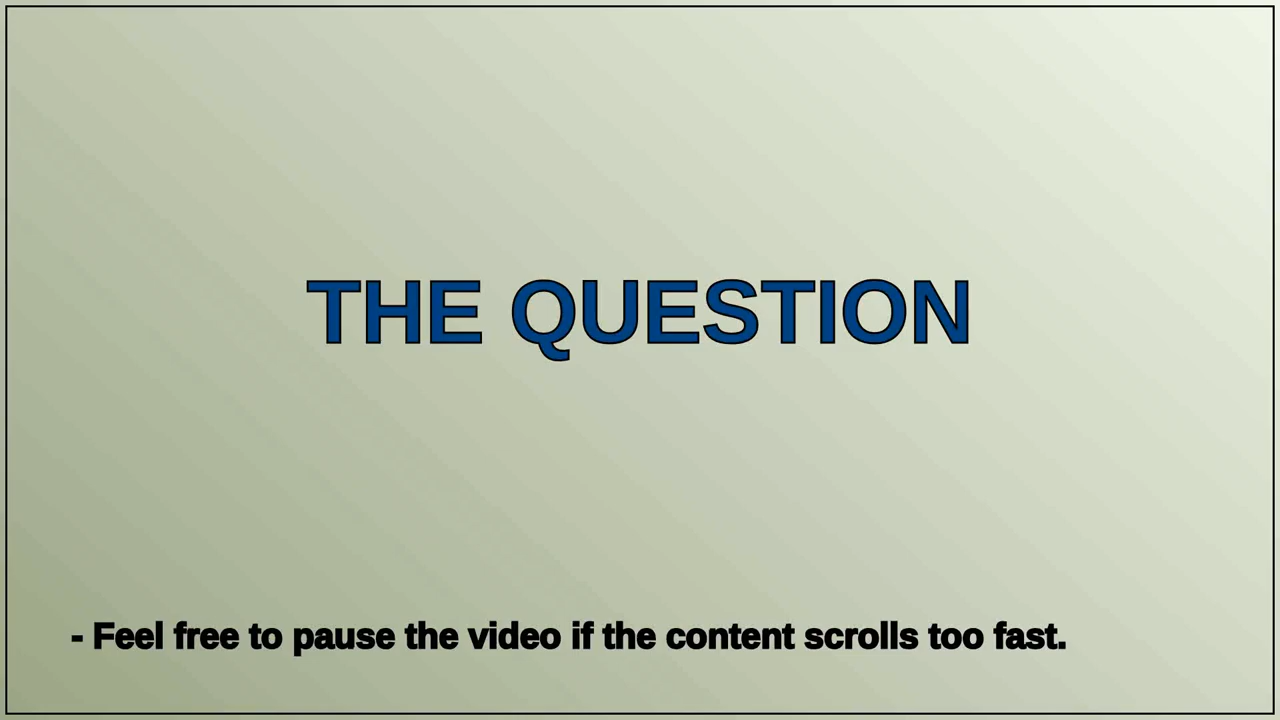 THE QUESTION
- Feel free to pause the video if the content scrolls too fast.